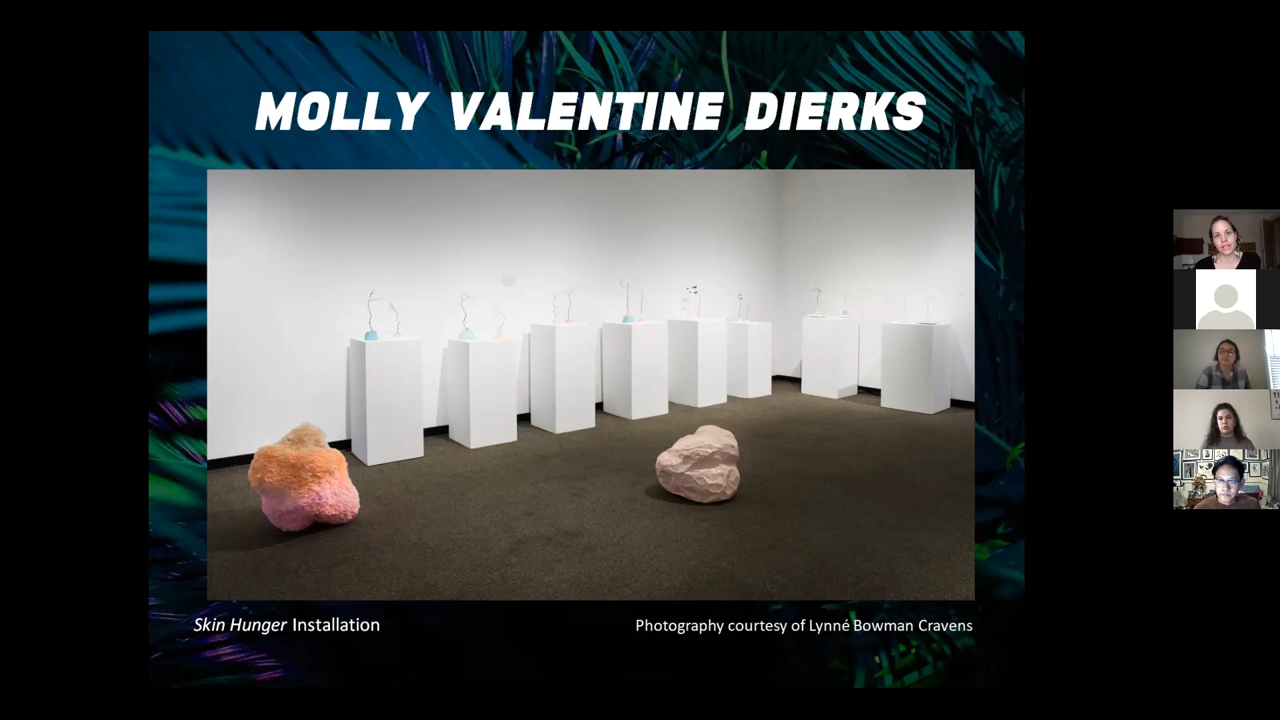 MOLLY VALENTINE DIERKS
Skin Hunger Installation
Photography courtesy of Lynné Bowman Cravens